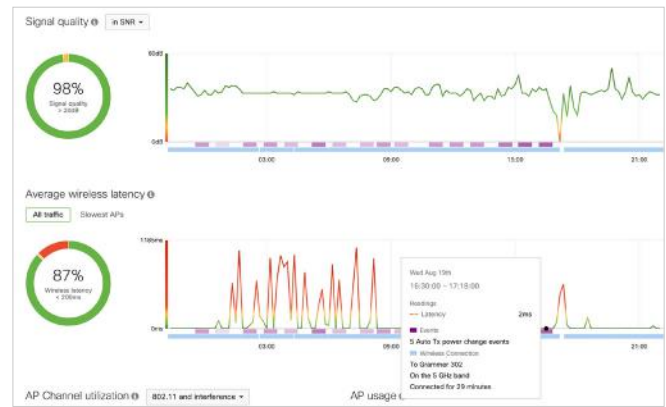 Signal quality in SNR
60dB
98%
Signal quality
> 20dB
0dB
03:00 09:00 15:00 21:00
Average wireless latency
All traffic Slowest APs
87%
Wireless latency
< 200ms
0ms
03:00 09:00 21:00
Wed Aug 15th
16:30:00 – 17:18:00
Readings
Latency 2ms
Events
5 Auto Tx power change events
Wireless Connection
To Grammer 302
On the 5 GHz band
Connected for 29 minutes
AP Channel utilization 802.11 and interference AP usage